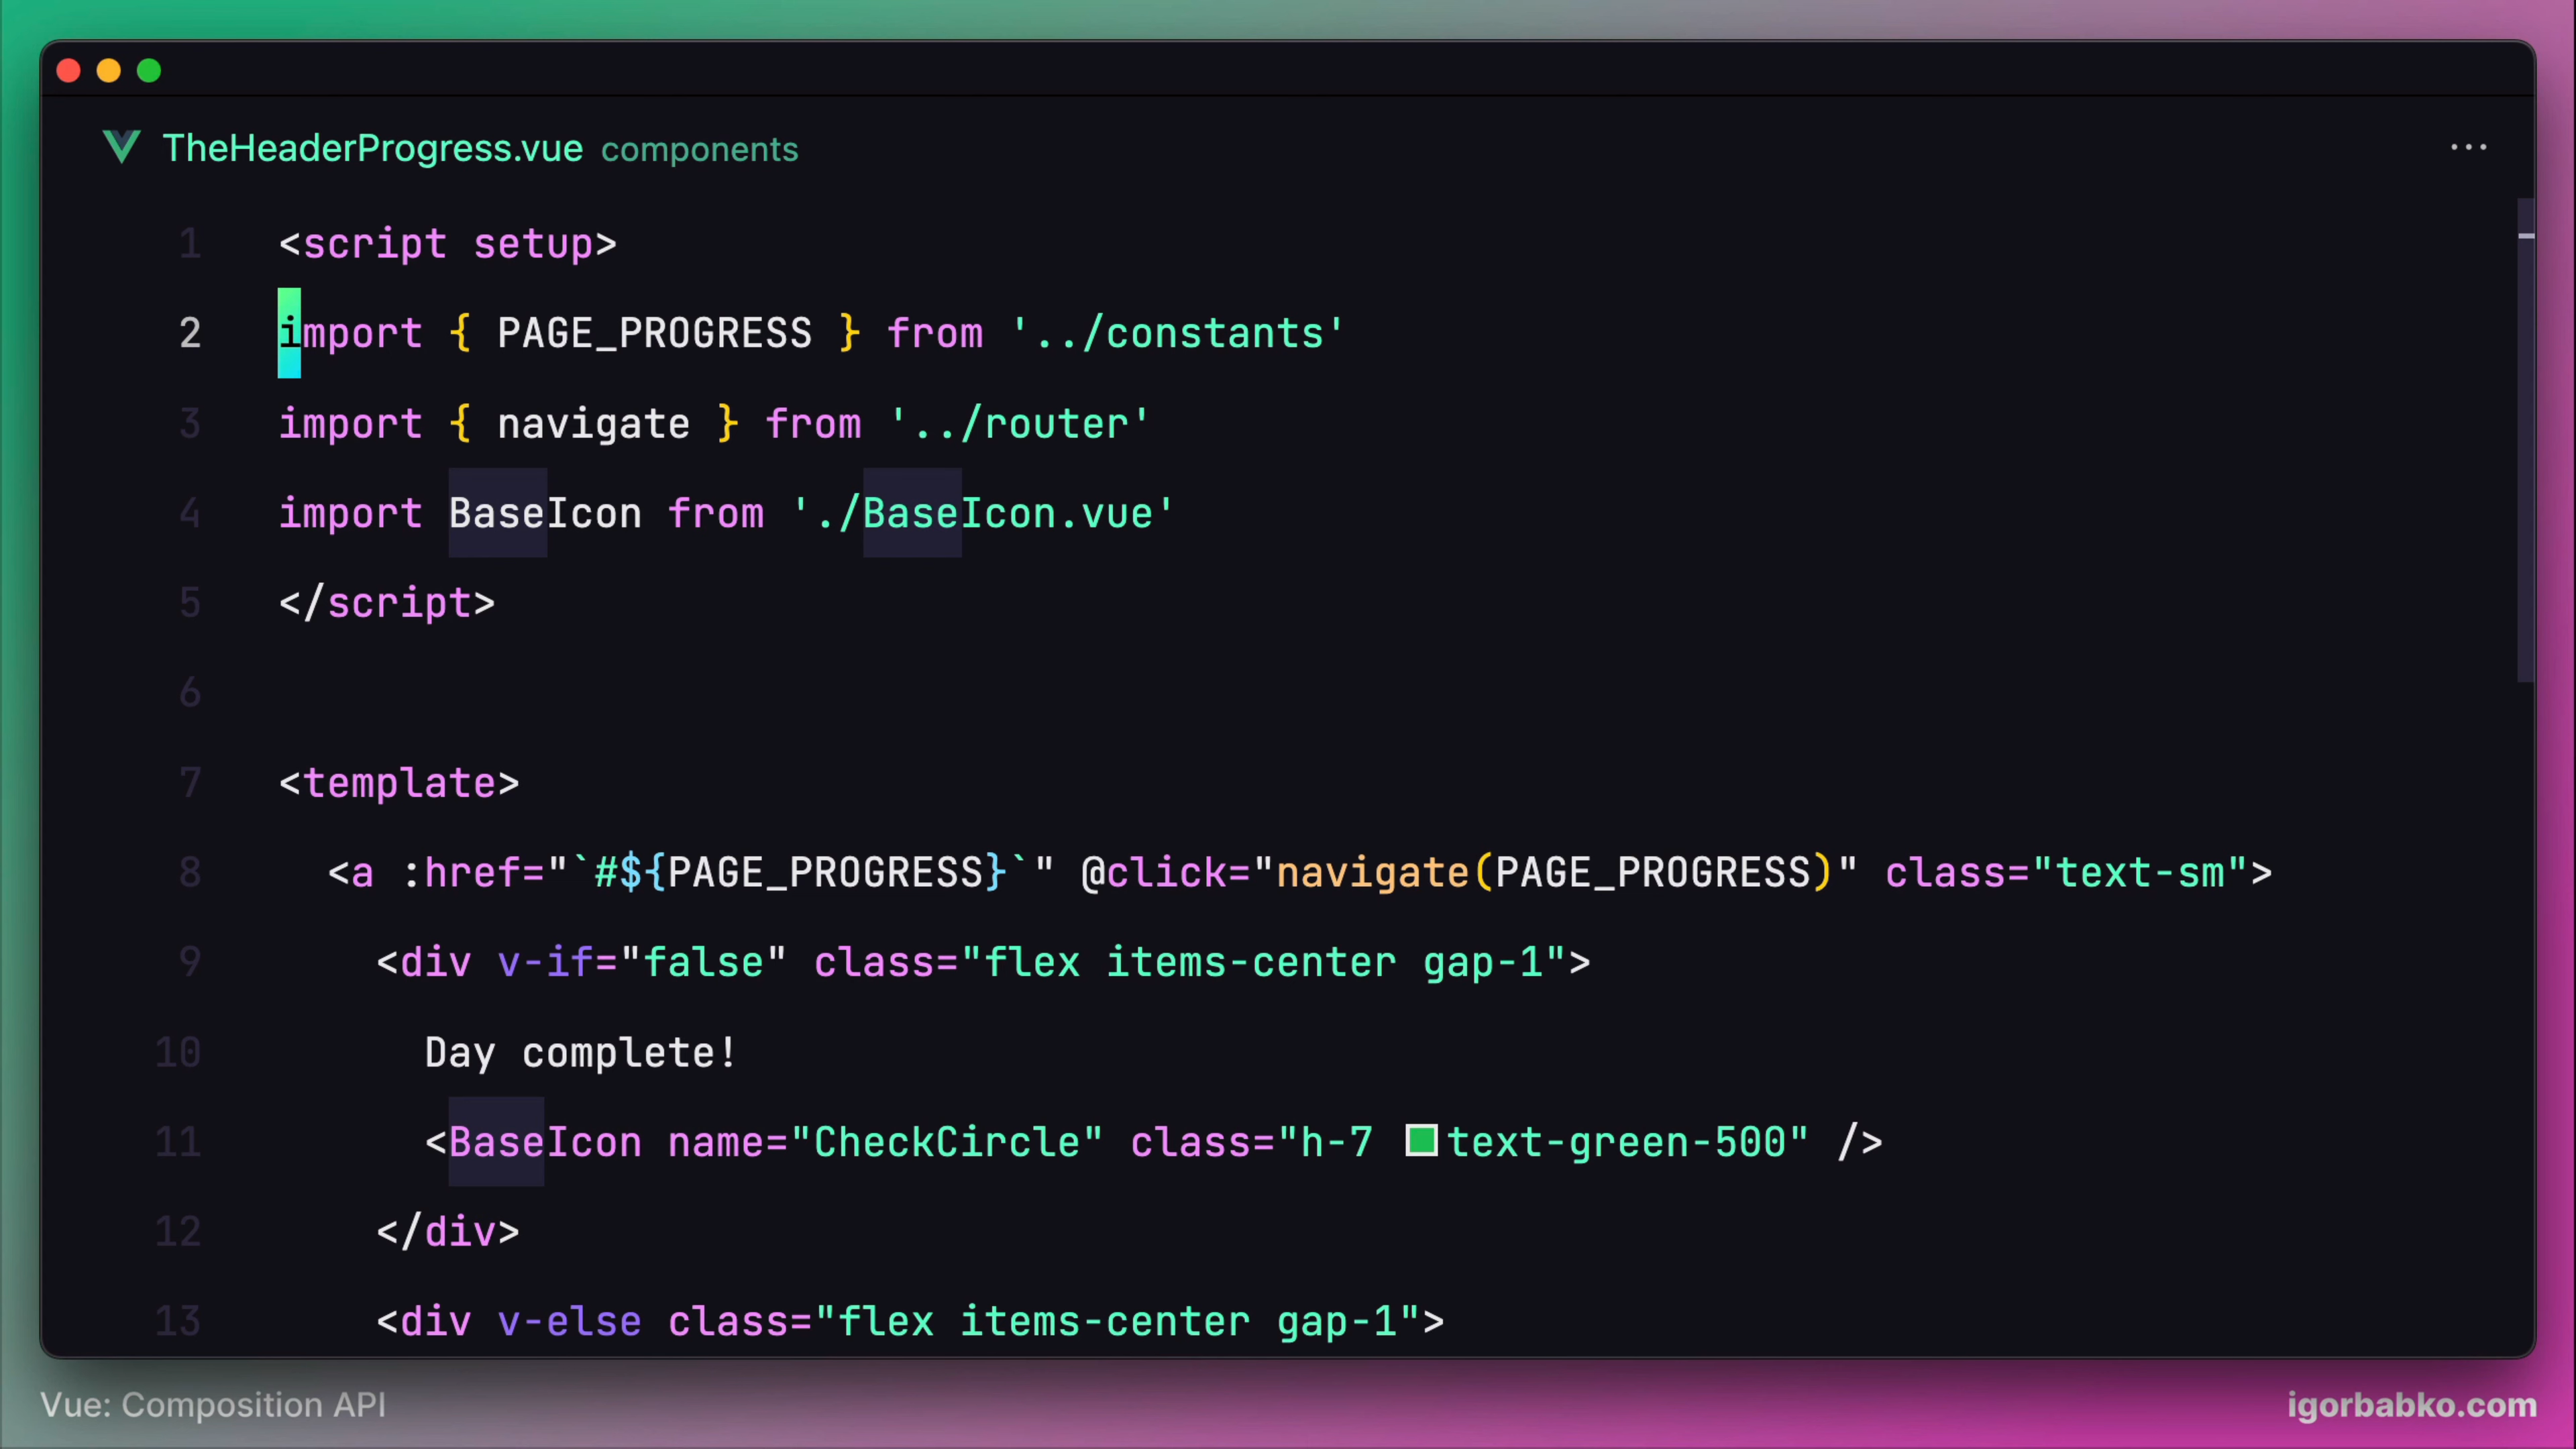 TheHeaderProgress.vue components ...
1 <script setup>
2 import { PAGE_PROGRESS } from '../constants'
3 import { navigate } from '../router'
4 import BaseIcon from './BaseIcon.vue'
5 </script>
6
7 <template>
8   <a :href="`#${PAGE_PROGRESS}`" @click="navigate(PAGE_PROGRESS)" class="text-sm">
9     <div v-if="false" class="flex items-center gap-1">
10       Day complete!
11       <BaseIcon name="CheckCircle" class="h-7 text-green-500" />
12     </div>
13     <div v-else class="flex items-center gap-1">
Vue: Composition API
igorbabko.com